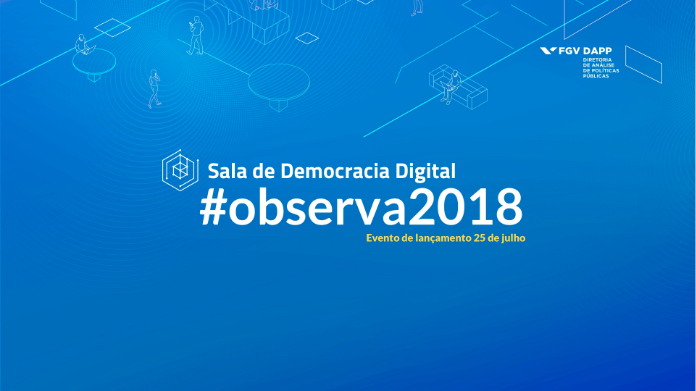 FGV DAPP
DIRETORIA
DE ANÁLISE
DE POLÍTICAS
PÚBLICAS
Sala de Democracia Digital
#observa2018
Evento de lançamento 25 de julho